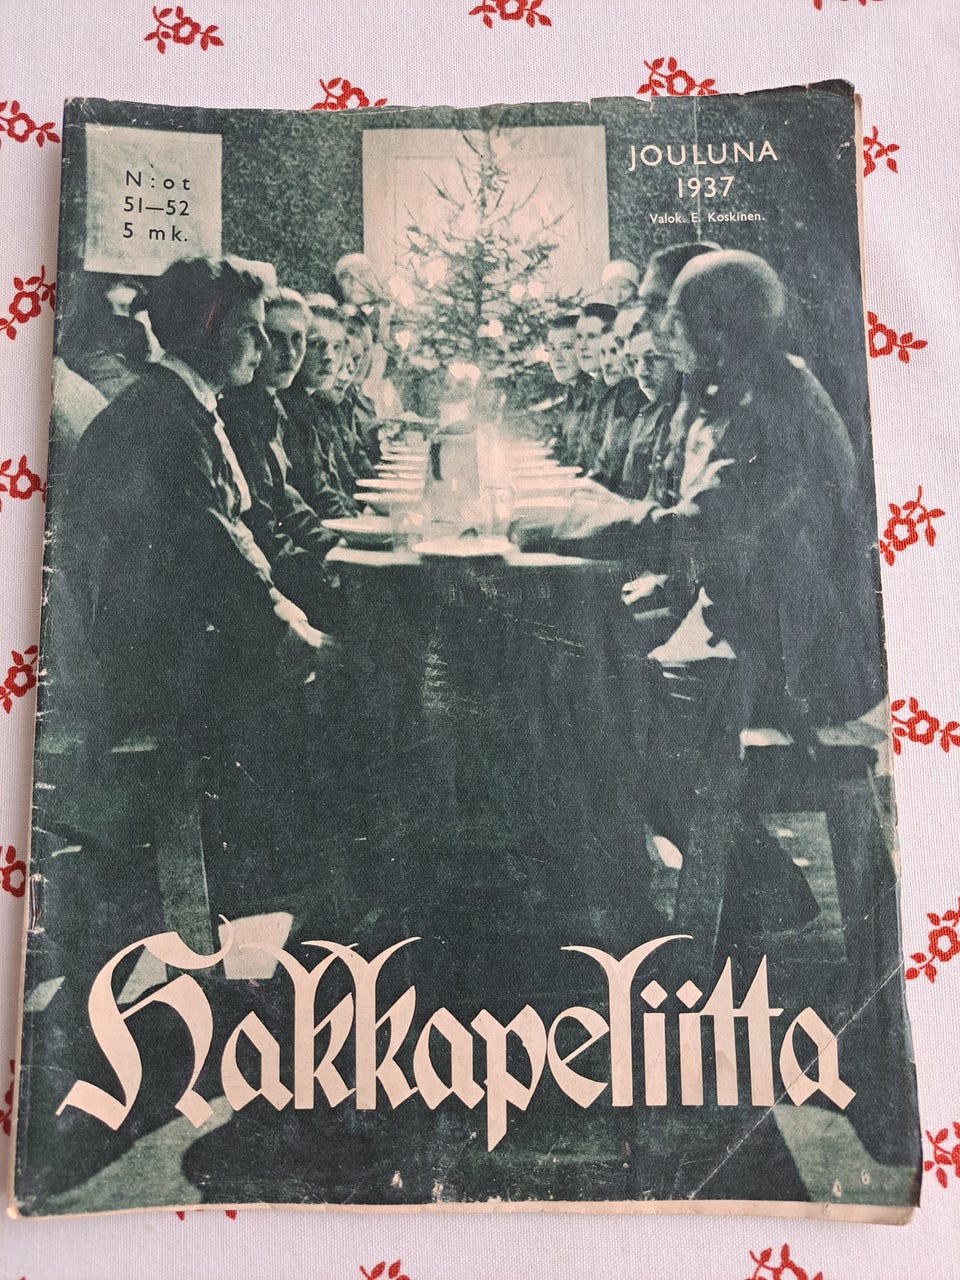 N:ot
51—52
5 mk.
JOULUNA
1937
Valok. E. Koskinen.
Hakkapeliitta